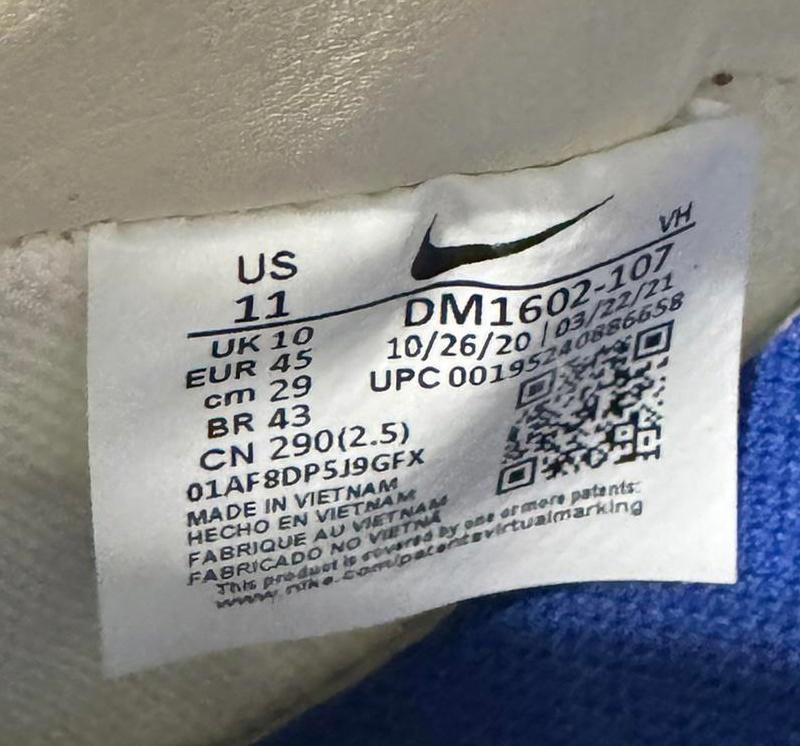 US
11
UK 10
EUR 45
cm 29
BR 43
CN 290(2.5)
01AF8DP5J9GFX
MADE IN VIETNAM
HECHO EN VIETNAM
FABRIQUE AU VIETNAM
FABRICADO NO VIETNÃ
This product is covered by one or more patents:
www.nike.com/patentsvirtualmarking
VH
DM1602-107
10/26/20 | 03/22/21
UPC 00195240886658